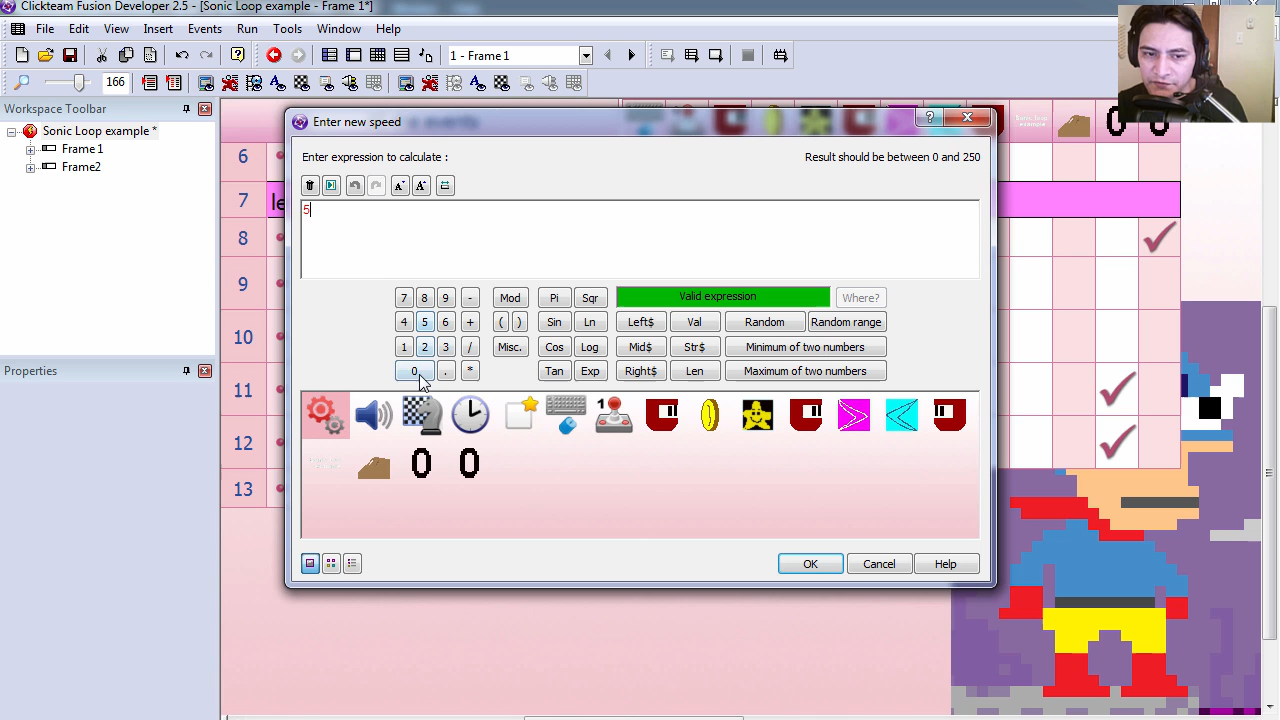 Clickteam Fusion Developer 2.5 - [Sonic Loop example - Frame 1*]
File Edit View Insert Events Run Tools Window Help
1 - Frame 1
166
Workspace Toolbar
Sonic Loop example *
Frame 1
Frame2
Properties
events
6
7
le
8
9
10
11
12
13
0
0
Enter new speed
Enter expression to calculate :
Result should be between 0 and 250
5
7 8 9 - Mod Pi Sqr Valid expression Where?
4 5 6 + ( ) Sin Ln Left$ Val Random Random range
1 2 3 / Misc. Cos Log Mid$ Str$ Minimum of two numbers
0 . * Tan Exp Right$ Len Maximum of two numbers
1
0 0
OK Cancel Help